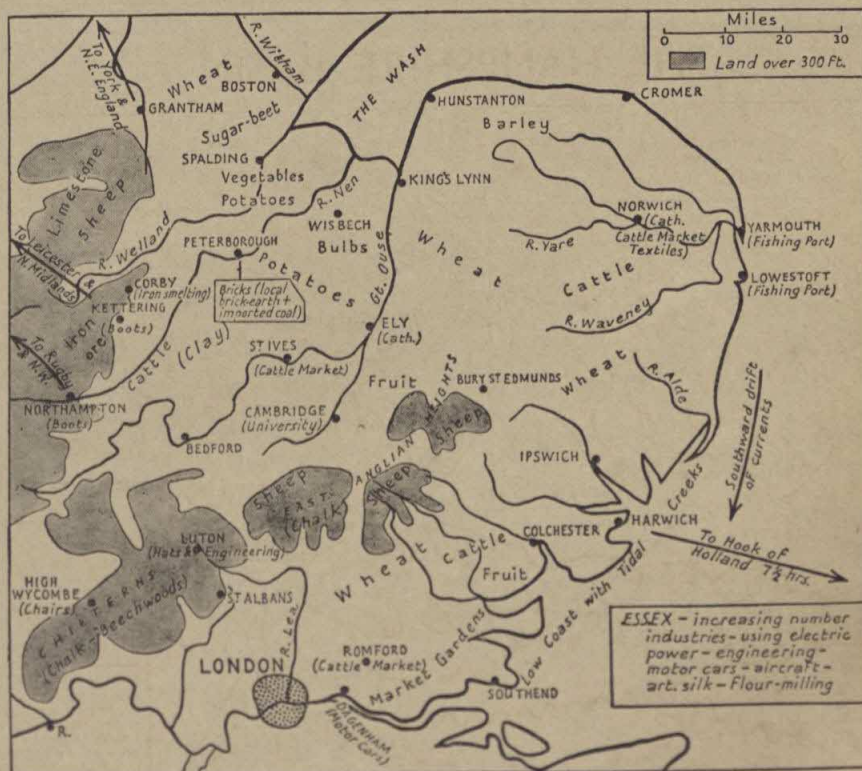 Miles
0 10 20 30
Land over 300 Ft.
To York &
N.E. England
R. Witham
Wheat
BOSTON
GRANTHAM
THE WASH
HUNSTANTON
CROMER
Sugar-beet
Barley
SPALDING
Vegetables
Potatoes
KING'S LYNN
Limestone
Sheep
R. Nen
WISBECH
Bulbs
NORWICH
(Cath.
Cattle Market
Textiles)
YARMOUTH
(Fishing Port)
R. Welland
To Leicester &
N. Midlands
PETERBOROUGH
R. Yare
Wheat
Cattle
LOWESTOFT
(Fishing Port)
Potatoes
Gt. Ouse
CORBY
(Iron smelting)
Bricks (local
brick-earth +
imported coal)
KETTERING
(Boots)
Iron
ore
R. Waveney
ELY
(Cath.)
Cattle
(Clay)
To Rugby
& N.W.
ST IVES
(Cattle Market)
Wheat
R. Alde
Fruit
BURY ST EDMUNDS
NORTHAMPTON
(Boots)
CAMBRIDGE
(University)
BEDFORD
EAST
ANGLIAN
HEIGHTS
Sheep
Sheep
Sheep
(Chalk)
IPSWICH
Southward drift
of currents
LUTON
(Hats & Engineering)
COLCHESTER
HARWICH
To Hook of
Holland 7½ hrs.
Wheat
Cattle
Fruit
HIGH
WYCOMBE
(Chairs)
CHILTERNS
(Chalk - Beechwoods)
ST ALBANS
R. Lea
Low Coast with Tidal Creeks
LONDON
ROMFORD
(Cattle Market)
Market Gardens
SOUTHEND
DAGENHAM
(Motor Cars)
R.
ESSEX – increasing number
industries – using electric
power – engineering –
motor cars – aircraft –
art. silk – Flour-milling